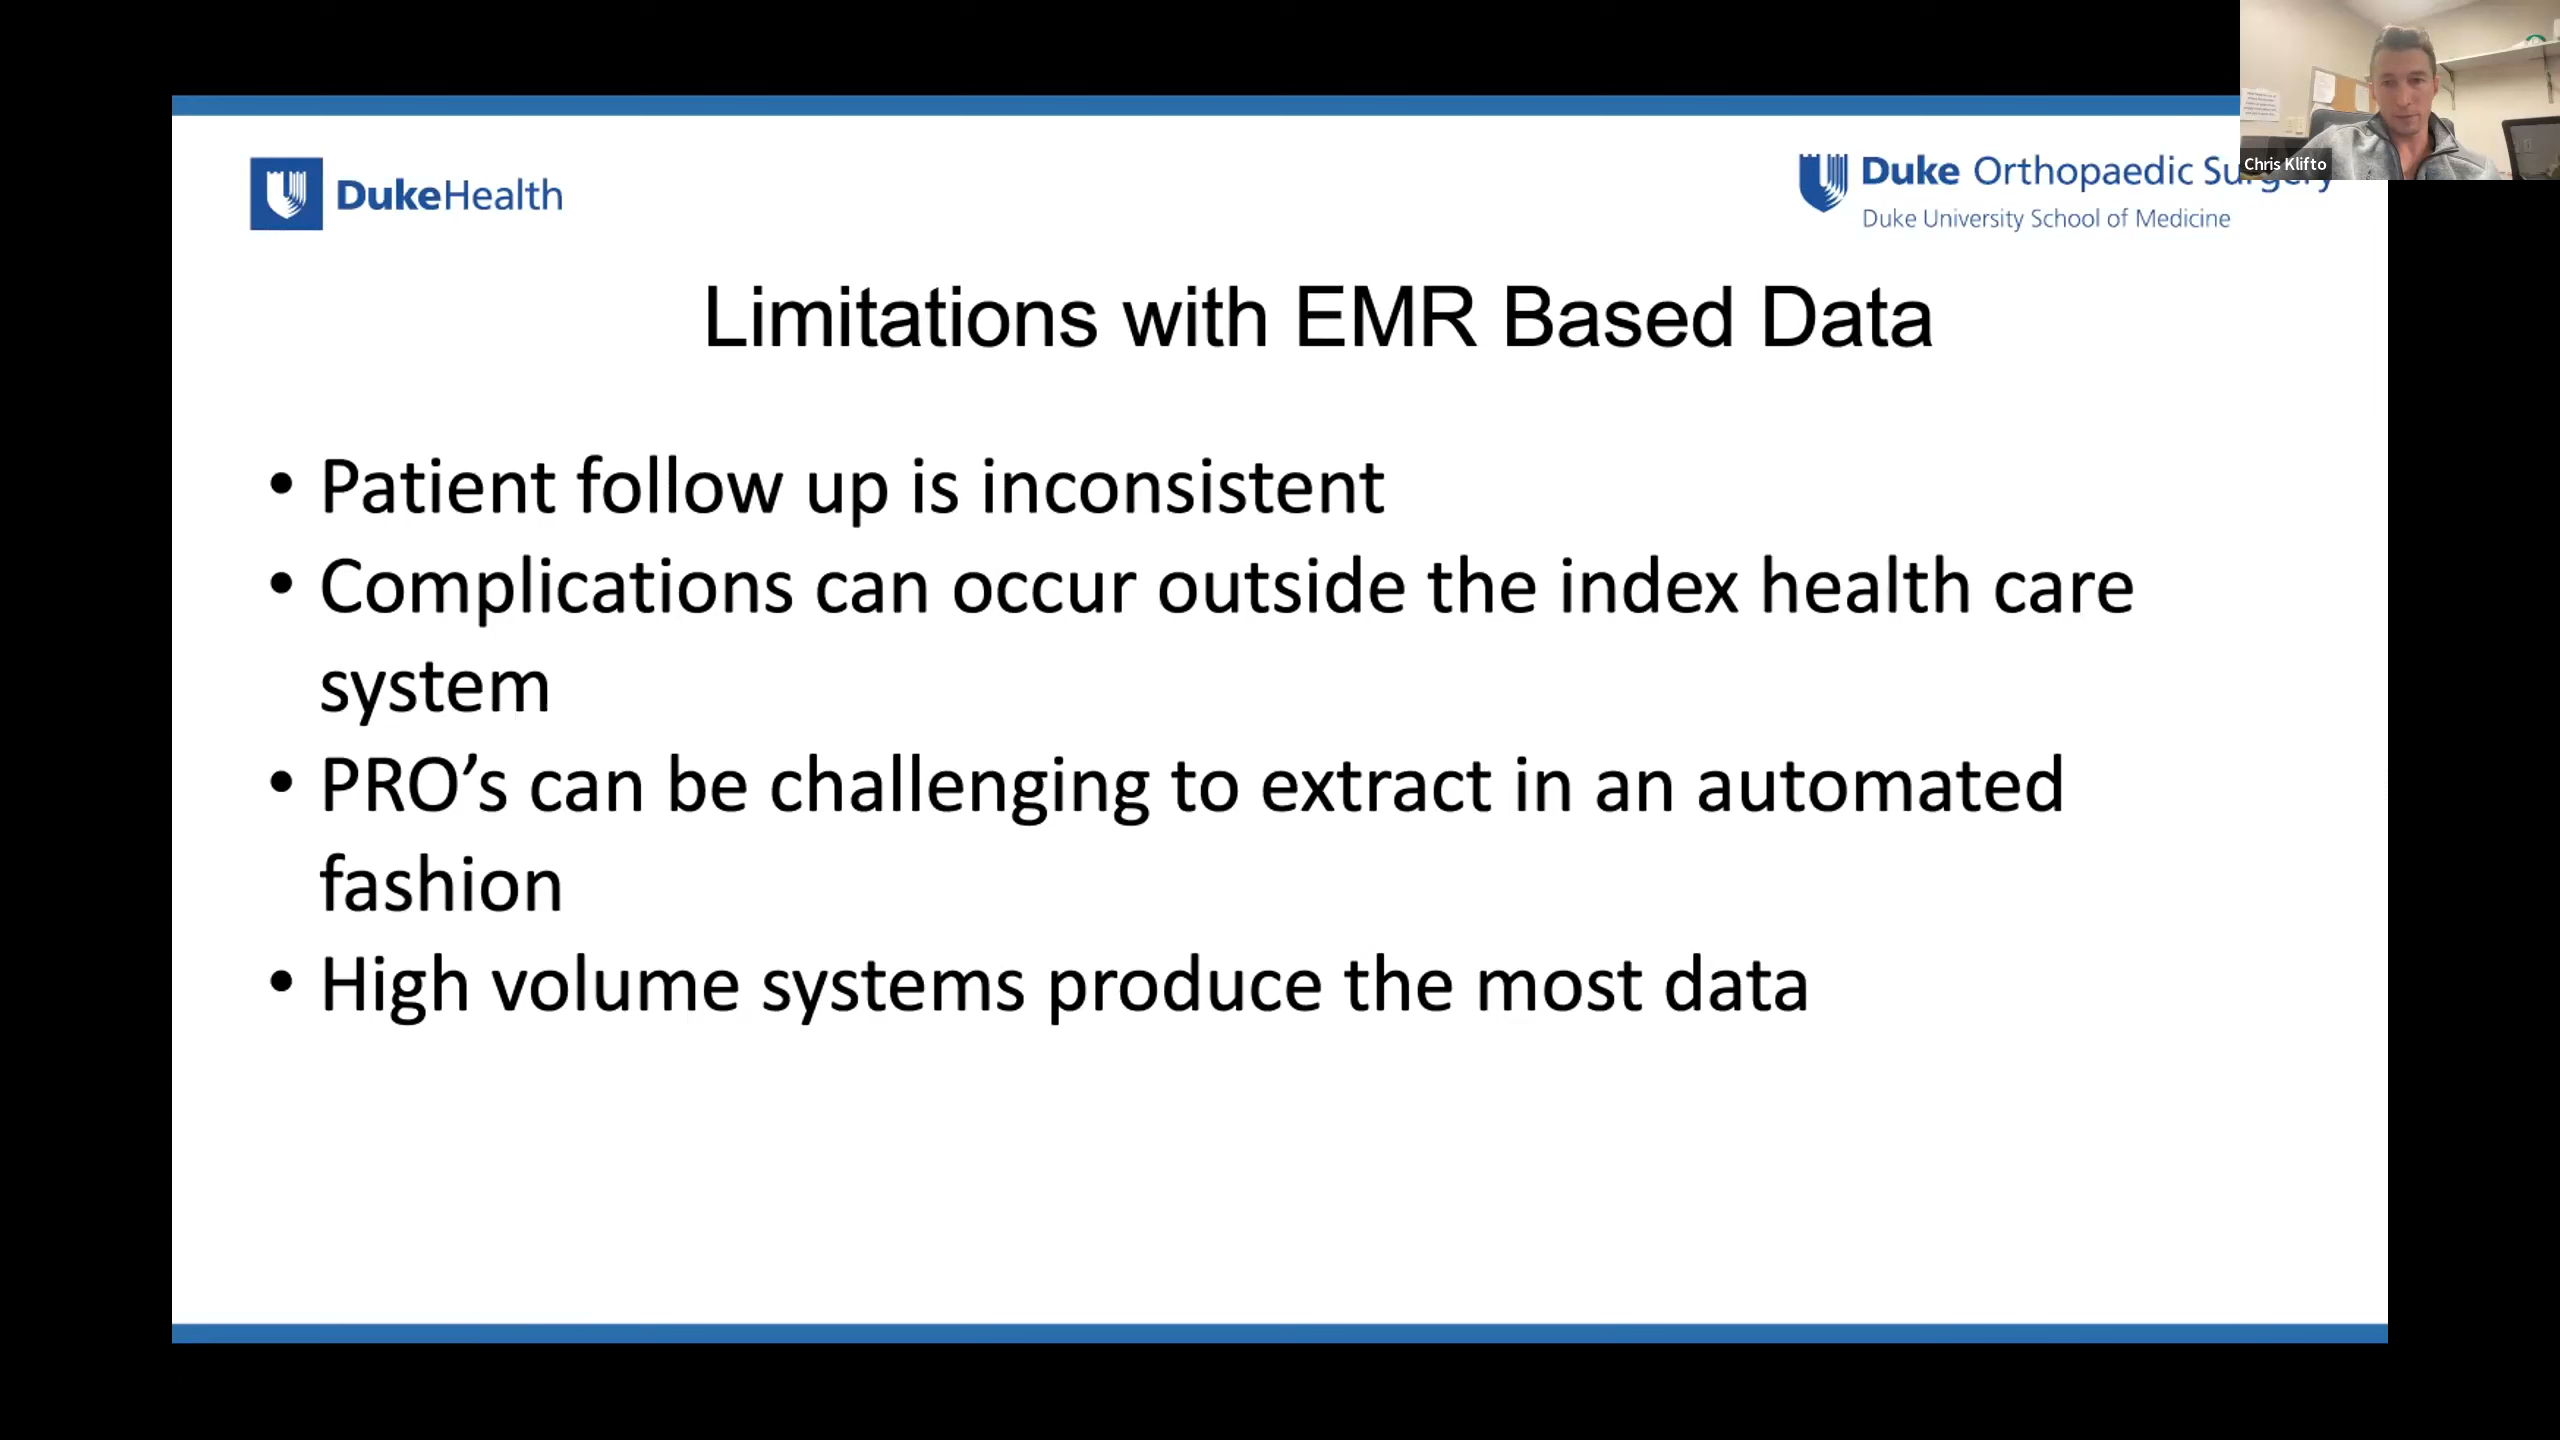 Chris Klifto
DukeHealth
Duke Orthopaedic Surgery
Duke University School of Medicine
Limitations with EMR Based Data
• Patient follow up is inconsistent
• Complications can occur outside the index health care
system
• PRO’s can be challenging to extract in an automated
fashion
• High volume systems produce the most data